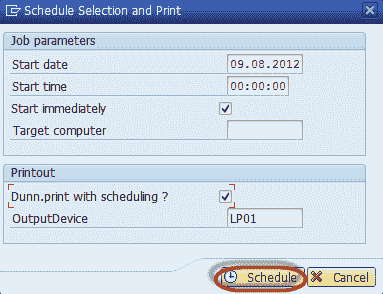 Schedule Selection and Print
Job parameters
Start date 09.08.2012
Start time 00:00:00
Start immediately
Target computer
Printout
Dunn.print with scheduling ?
OutputDevice LP01
Schedule Cancel